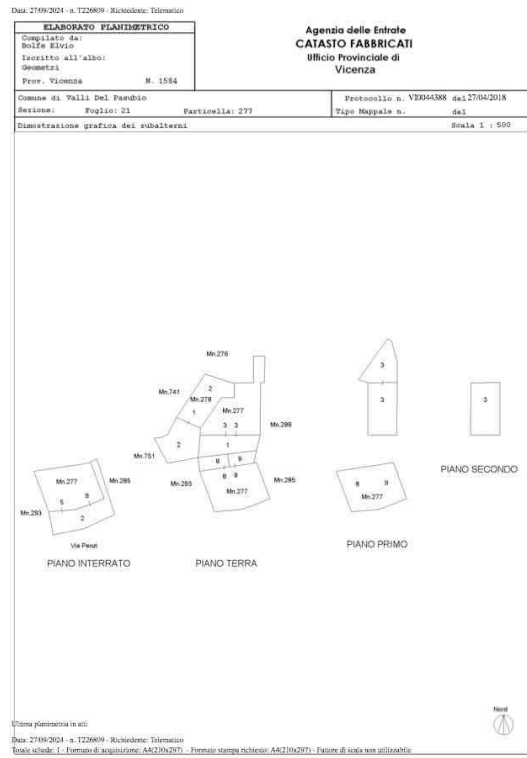 Data: 27/09/2024 - n. T226809 - Richiedente: Telematico
ELABORATO PLANIMETRICO
Compilato da:
Bolfe Elvio
Iscritto all'albo:
Geometri
Prov. Vicenza N. 1584
Agenzia delle Entrate
CATASTO FABBRICATI
Ufficio Provinciale di
Vicenza
Comune di Valli Del Pasubio
Protocollo n. VI0044388 del 27/04/2018
Sezione: Foglio: 21 Particella: 277
Tipo Mappale n. del
Dimostrazione grafica dei subalterni
Scala 1 : 500
Mn.276
3
Mn.741
2
Mn.278
3
3
1
Mn.277
3 3
Mn.286
2
1
Mn.751
8 9
PIANO SECONDO
Mn.277
Mn.285
Mn.283
8 9
Mn.285
8 9
9
Mn.277
Mn.277
5
Mn.293
2
Via Penzi
PIANO PRIMO
PIANO INTERRATO
PIANO TERRA
Nord
Ultima planimetria in atti
Data: 27/09/2024 - n. T226809 - Richiedente: Telematico
Totale schede: 1 - Formato di acquisizione: A4(210x297) - Formato stampa richiesto: A4(210x297) - Fattore di scala non utilizzabile